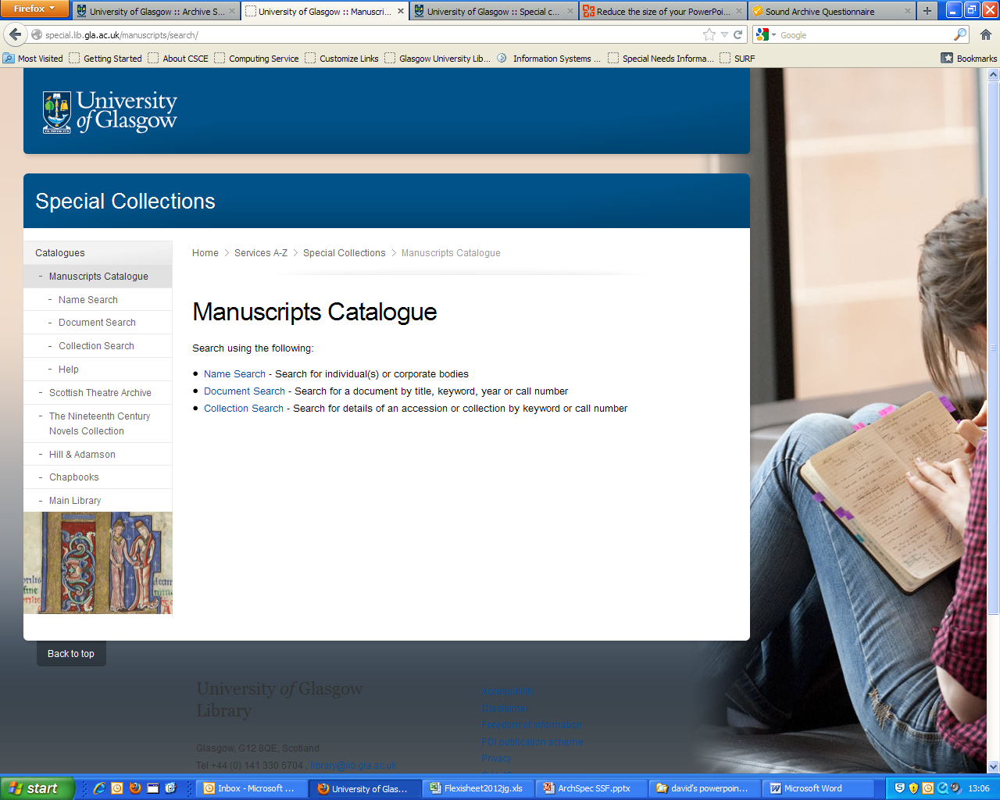 Firefox
University of Glasgow :: Archive S...
University of Glasgow :: Manuscri...
University of Glasgow :: Special c...
Reduce the size of your PowerPoi...
Sound Archive Questionnaire
special.lib.gla.ac.uk/manuscripts/search/
Google
Most Visited
Getting Started
About CSCE
Computing Service
Customize Links
Glasgow University Lib...
Information Systems ...
Special Needs Informa...
SURF
Bookmarks
University
of Glasgow
Special Collections
Catalogues
- Manuscripts Catalogue
- Name Search
- Document Search
- Collection Search
- Help
- Scottish Theatre Archive
- The Nineteenth Century
Novels Collection
- Hill & Adamson
- Chapbooks
- Main Library
Home > Services A-Z > Special Collections > Manuscripts Catalogue
Manuscripts Catalogue
Search using the following:
• Name Search - Search for individual(s) or corporate bodies
• Document Search - Search for a document by title, keyword, year or call number
• Collection Search - Search for details of an accession or collection by keyword or call number
Back to top
University of Glasgow
Library
Glasgow, G12 8QE, Scotland
Tel +44 (0) 141 330 6704 , library@lib.gla.ac.uk
Accessibility
Disclaimer
Freedom of information
FOI publication scheme
Privacy
start
Inbox - Microsoft ...
University of Glas...
Flexisheet2012jg.xls
ArchSpec SSF.pptx
david's powerpoin...
Microsoft Word
13:06